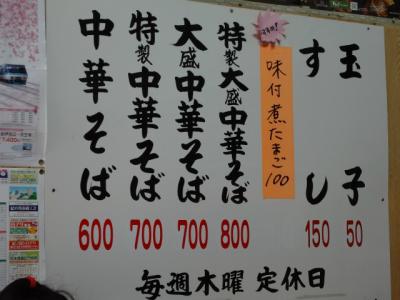 中華そば 600
特製中華そば 700
大盛中華そば 700
特製大盛中華そば 800
味付煮たまご 100
すし 150
玉子 50
毎週木曜 定休日